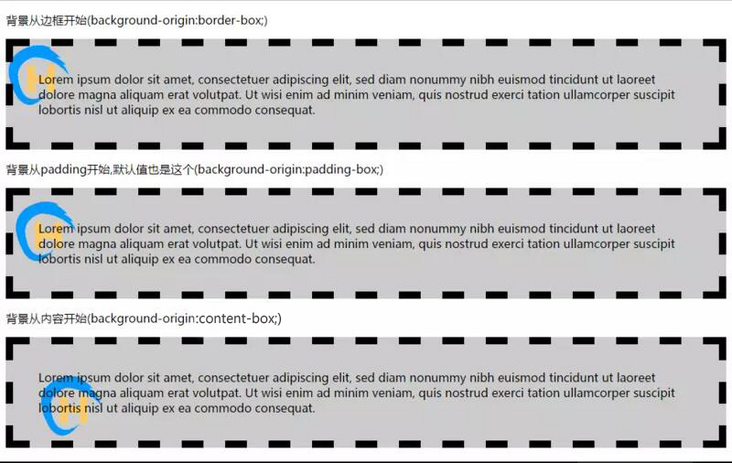 背景从边框开始(background-origin:border-box;)
Lorem ipsum dolor sit amet, consectetuer adipiscing elit, sed diam nonummy nibh euismod tincidunt ut laoreet
dolore magna aliquam erat volutpat. Ut wisi enim ad minim veniam, quis nostrud exerci tation ullamcorper suscipit
lobortis nisl ut aliquip ex ea commodo consequat.
背景从padding开始,默认值也是这个(background-origin:padding-box;)
Lorem ipsum dolor sit amet, consectetuer adipiscing elit, sed diam nonummy nibh euismod tincidunt ut laoreet
dolore magna aliquam erat volutpat. Ut wisi enim ad minim veniam, quis nostrud exerci tation ullamcorper suscipit
lobortis nisl ut aliquip ex ea commodo consequat.
背景从内容开始(background-origin:content-box;)
Lorem ipsum dolor sit amet, consectetuer adipiscing elit, sed diam nonummy nibh euismod tincidunt ut laoreet
dolore magna aliquam erat volutpat. Ut wisi enim ad minim veniam, quis nostrud exerci tation ullamcorper suscipit
lobortis nisl ut aliquip ex ea commodo consequat.